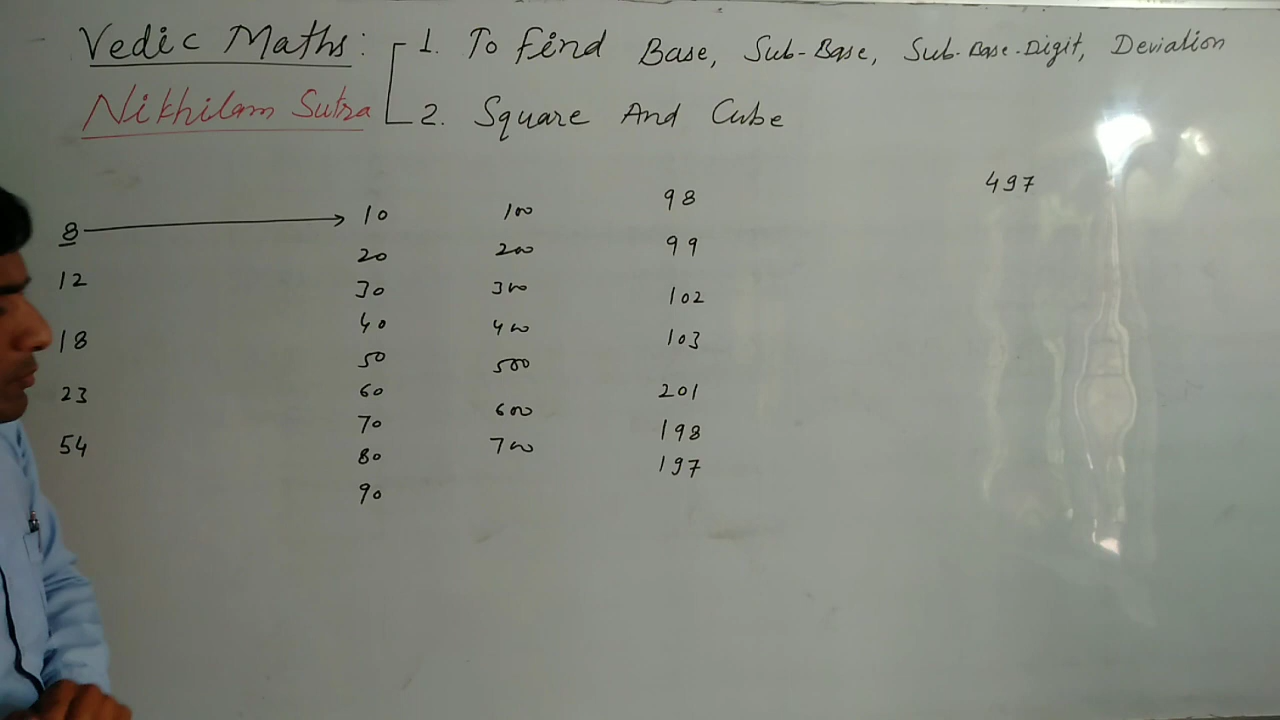 Vedic Maths: 1. To find Base, Sub-Base, Sub-Base-Digit, Deviation
Nikhilam Sutra 2. Square And Cube
8 → 10 100 98 497
12 20 200 99
18 30 300 102
23 40 400 103
54 50 500 201
60 600 198
70 700 197
80
90